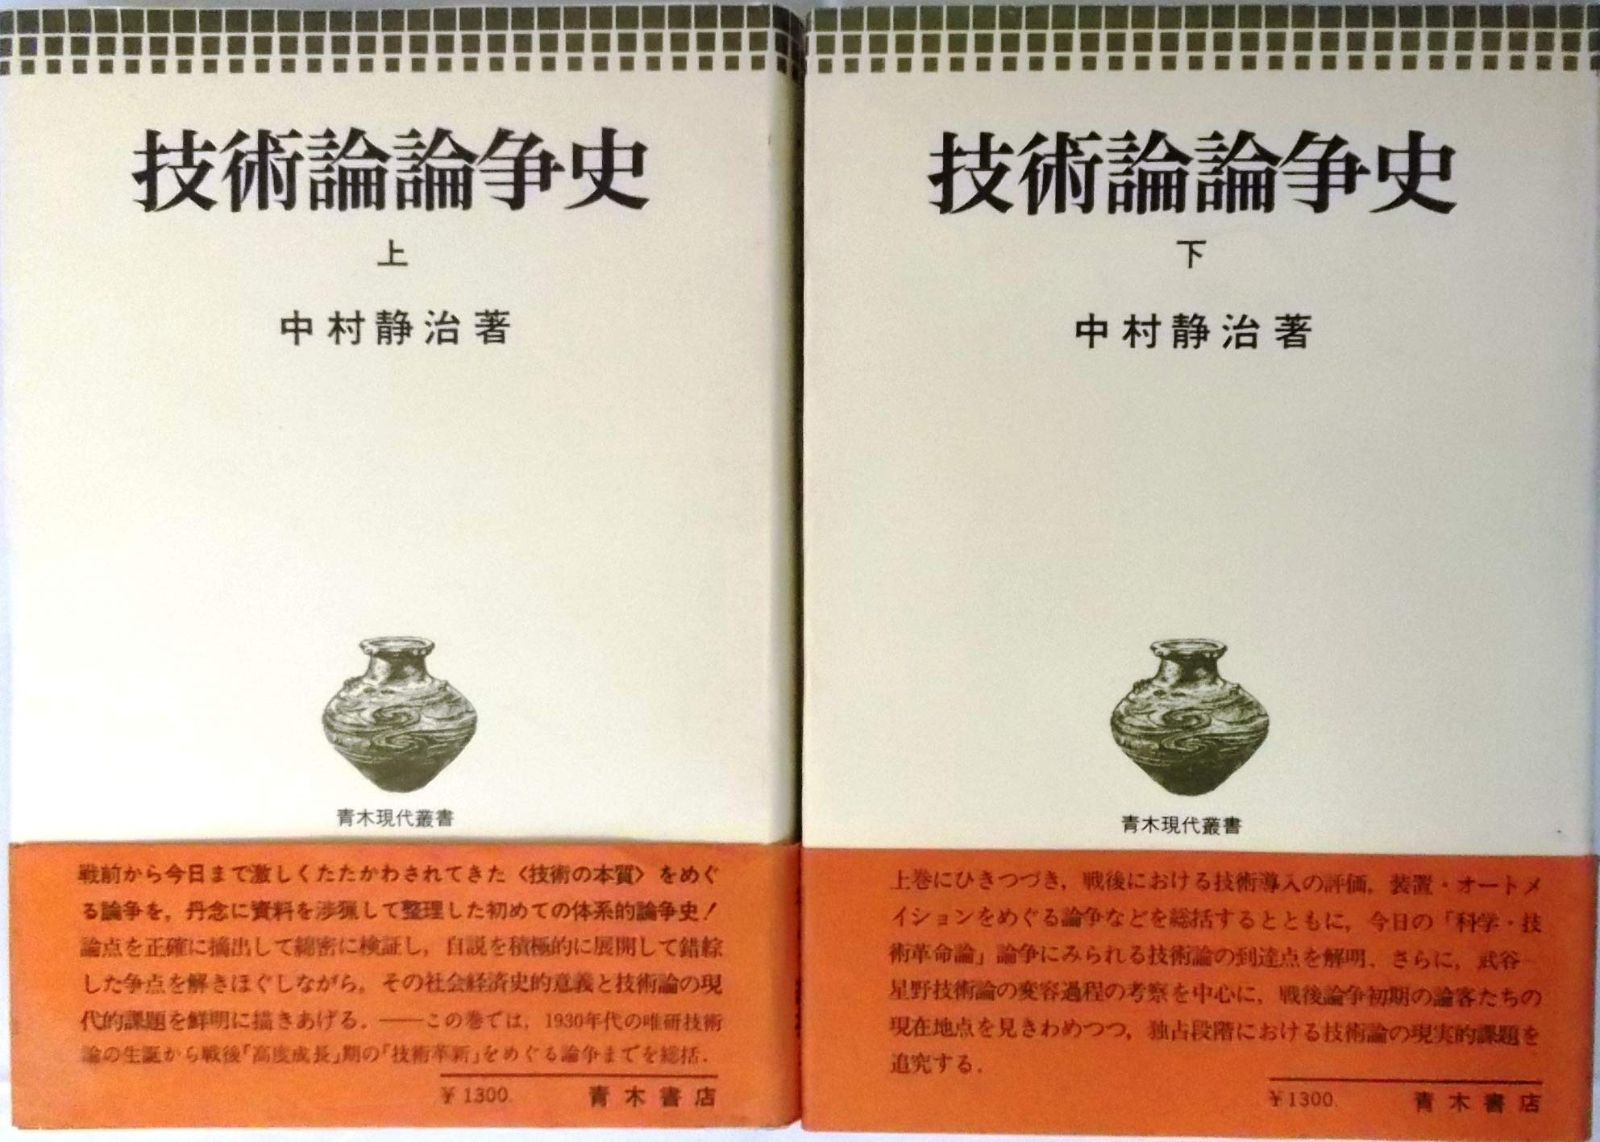 技術論論争史
上
中村静治著
青木現代叢書
戦前から今日まで激しくたたかわされてきた〈技術の本質〉をめぐ
る論争を，丹念に資料を渉猟して整理した初めての体系的論争史！
論点を正確に摘出して綿密に検証し，自説を積極的に展開して錯綜
した争点を解きほぐしながら，その社会経済史的意義と技術論の現
代的課題を鮮明に描きあげる．——この巻では，1930年代の唯研技術
論の生誕から戦後「高度成長」期の「技術革新」をめぐる論争までを総括．
￥1300．　青木書店
技術論論争史
下
中村静治著
青木現代叢書
上巻にひきつづき，戦後における技術導入の評価，装置・オートメ
イションをめぐる論争などを総括するとともに，今日の「科学・技
術革命論」論争にみられる技術論の到達点を解明．さらに，武谷―
星野技術論の変容過程の考察を中心に，戦後論争初期の論客たちの
現在地点を見きわめつつ，独占段階における技術論の現実的課題を
追究する．
￥1300．　青木書店